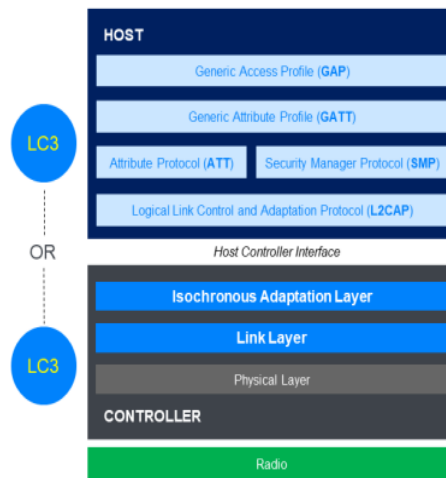 HOST
Generic Access Profile (GAP)
Generic Attribute Profile (GATT)
LC3
Attribute Protocol (ATT)
Security Manager Protocol (SMP)
Logical Link Control and Adaptation Protocol (L2CAP)
OR
Host Controller Interface
Isochronous Adaptation Layer
Link Layer
LC3
Physical Layer
CONTROLLER
Radio